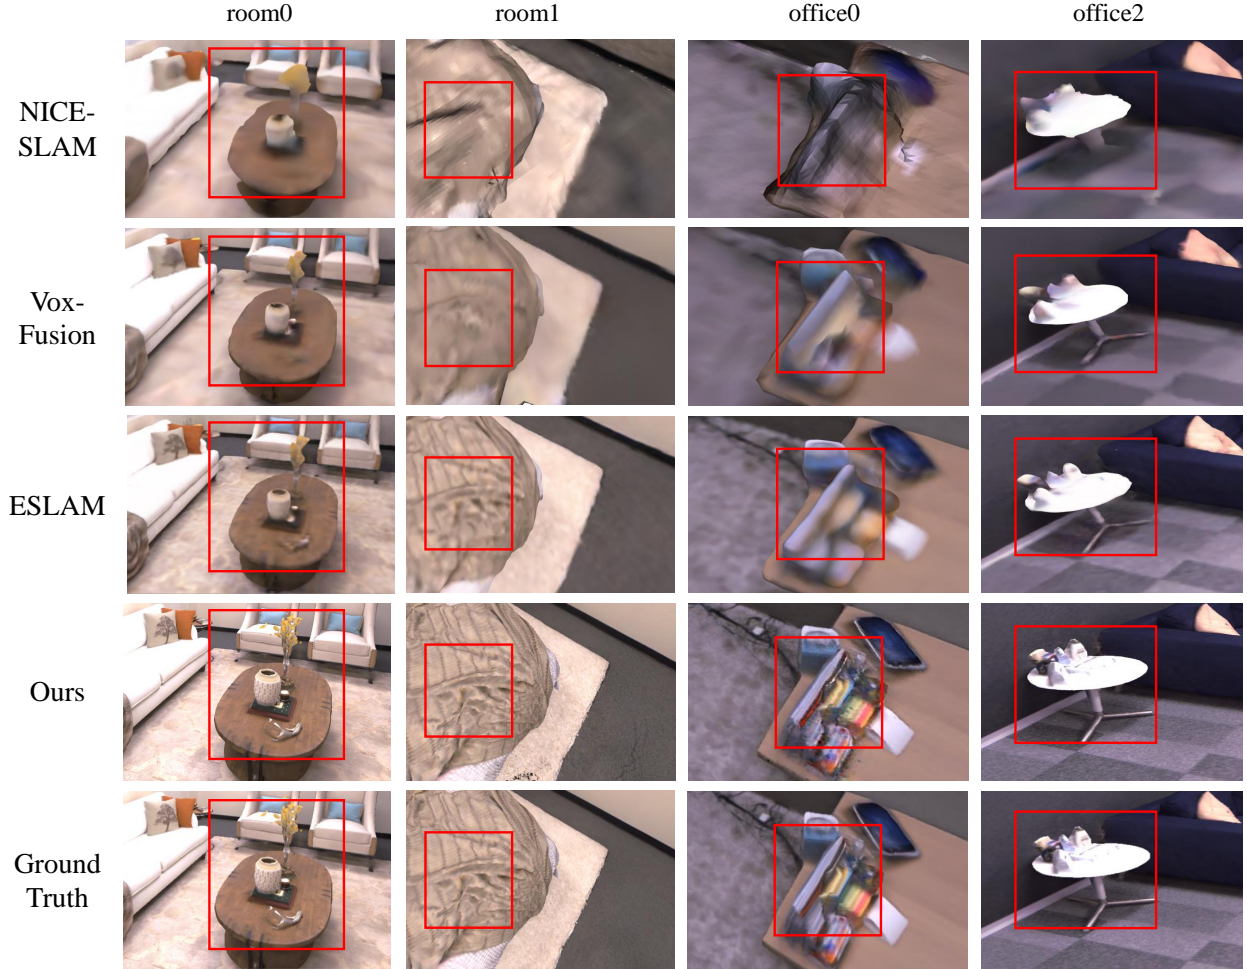 room0 room1 office0 office2
NICE-
SLAM
Vox-
Fusion
ESLAM
Ours
Ground
Truth